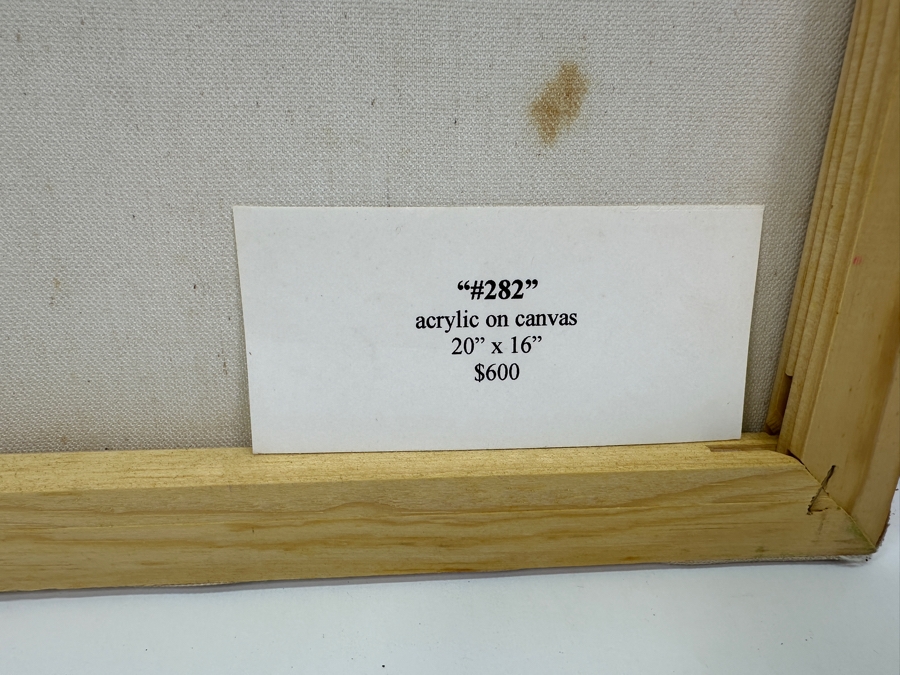 “#282”
acrylic on canvas
20” x 16”
$600